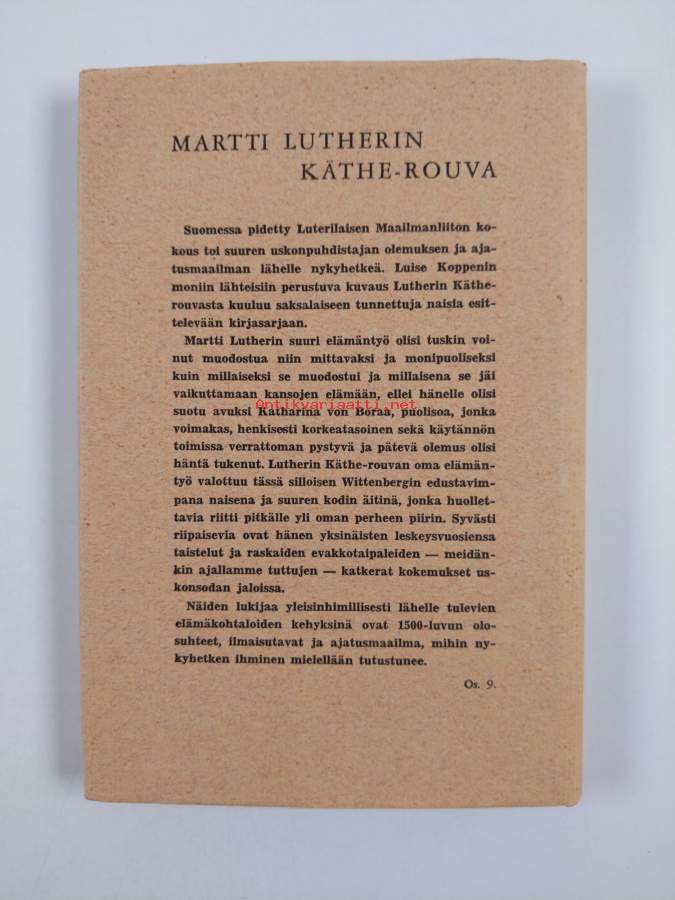 MARTTI LUTHERIN
KÄTHE-ROUVA
Suomessa pidetty Luterilaisen Maailmanliiton ko-
kous toi suuren uskonpuhdistajan olemuksen ja aja-
tusmaailman lähelle nykyhetkeä. Luise Koppenin
moniin lähteisiin perustuva kuvaus Lutherin Käthe-
rouvasta kuuluu saksalaiseen tunnettuja naisia esit-
televään kirjasarjaan.
Martti Lutherin suuri elämäntyö olisi tuskin voi-
nut muodostua niin mittavaksi ja monipuoliseksi
kuin millaiseksi se muodostui ja millaisena se jäi
vaikuttamaan kansojen elämään, ellei hänelle olisi
suotu avuksi Katharina von Boraa, puolisoa, jonka
Antikvariaatti.net
voimakas, henkisesti korkeatasoinen sekä käytännön
toimissa verrattoman pystyvä ja pätevä olemus olisi
häntä tukenut. Lutherin Käthe-rouvan oma elämän-
työ valottuu tässä silloisen Wittenbergin edustavim-
pana naisena ja suuren kodin äitinä, jonka huollet-
tavia riitti pitkälle yli oman perheen piirin. Syvästi
riipaisevia ovat hänen yksinäisten leskeysvuosiensa
taistelut ja raskaiden evakkotaipaleiden — meidän-
kin ajallamme tuttujen — katkerat kokemukset us-
konsodan jaloissa.
Näiden lukijaa yleisinhimillisesti lähelle tulevien
elämäkohtaloiden kehyksinä ovat 1500-luvun olo-
suhteet, ilmaisutavat ja ajatusmaailma, mihin ny-
kyhetken ihminen mielellään tutustunee.
Os. 9.